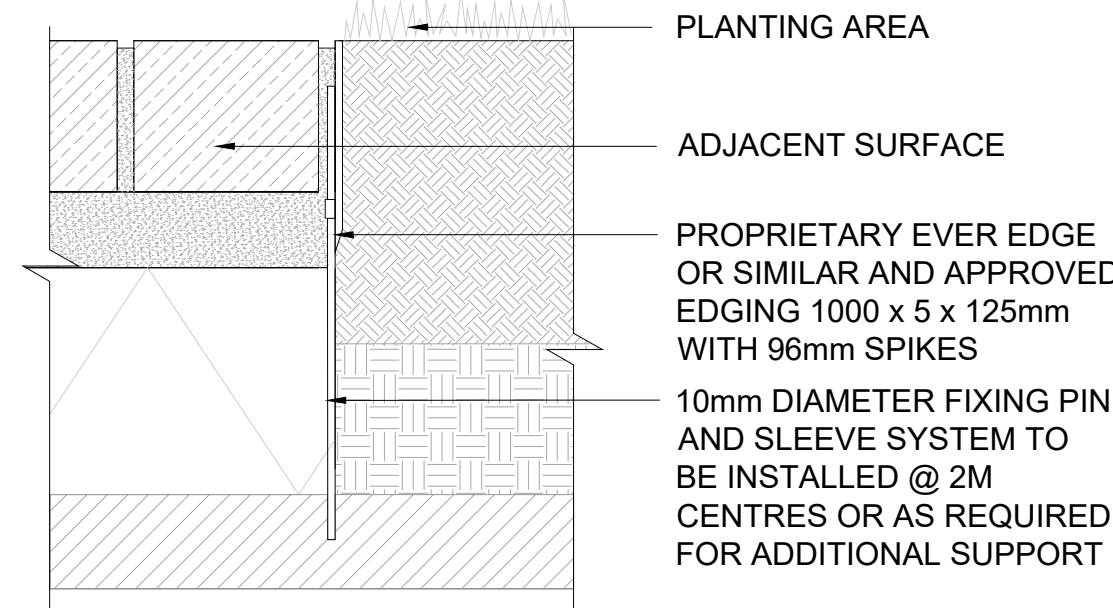 PLANTING AREA
ADJACENT SURFACE
PROPRIETARY EVER EDGE
OR SIMILAR AND APPROVED
EDGING 1000 x 5 x 125mm
WITH 96mm SPIKES
10mm DIAMETER FIXING PIN
AND SLEEVE SYSTEM TO
BE INSTALLED @ 2M
CENTRES OR AS REQUIRED
FOR ADDITIONAL SUPPORT